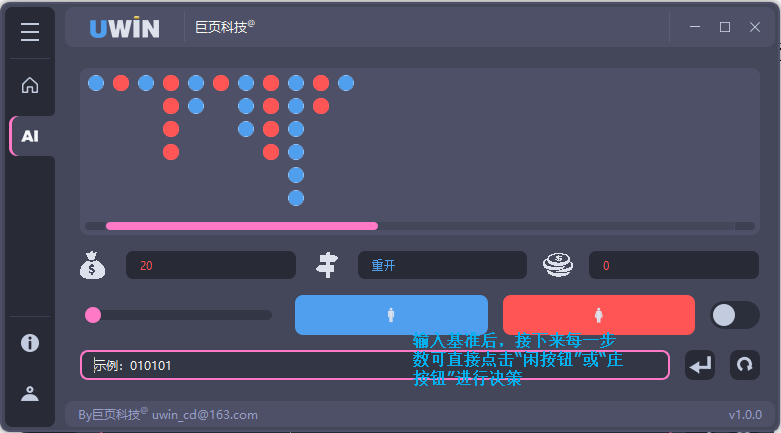 UWIN
巨页科技@
AI
20
重开
0
输入基准后，接下来每一步
数可直接点击“闲按钮”或“庄
按钮”进行决策
示例：010101
By巨页科技@ uwin_cd@163.com
v1.0.0